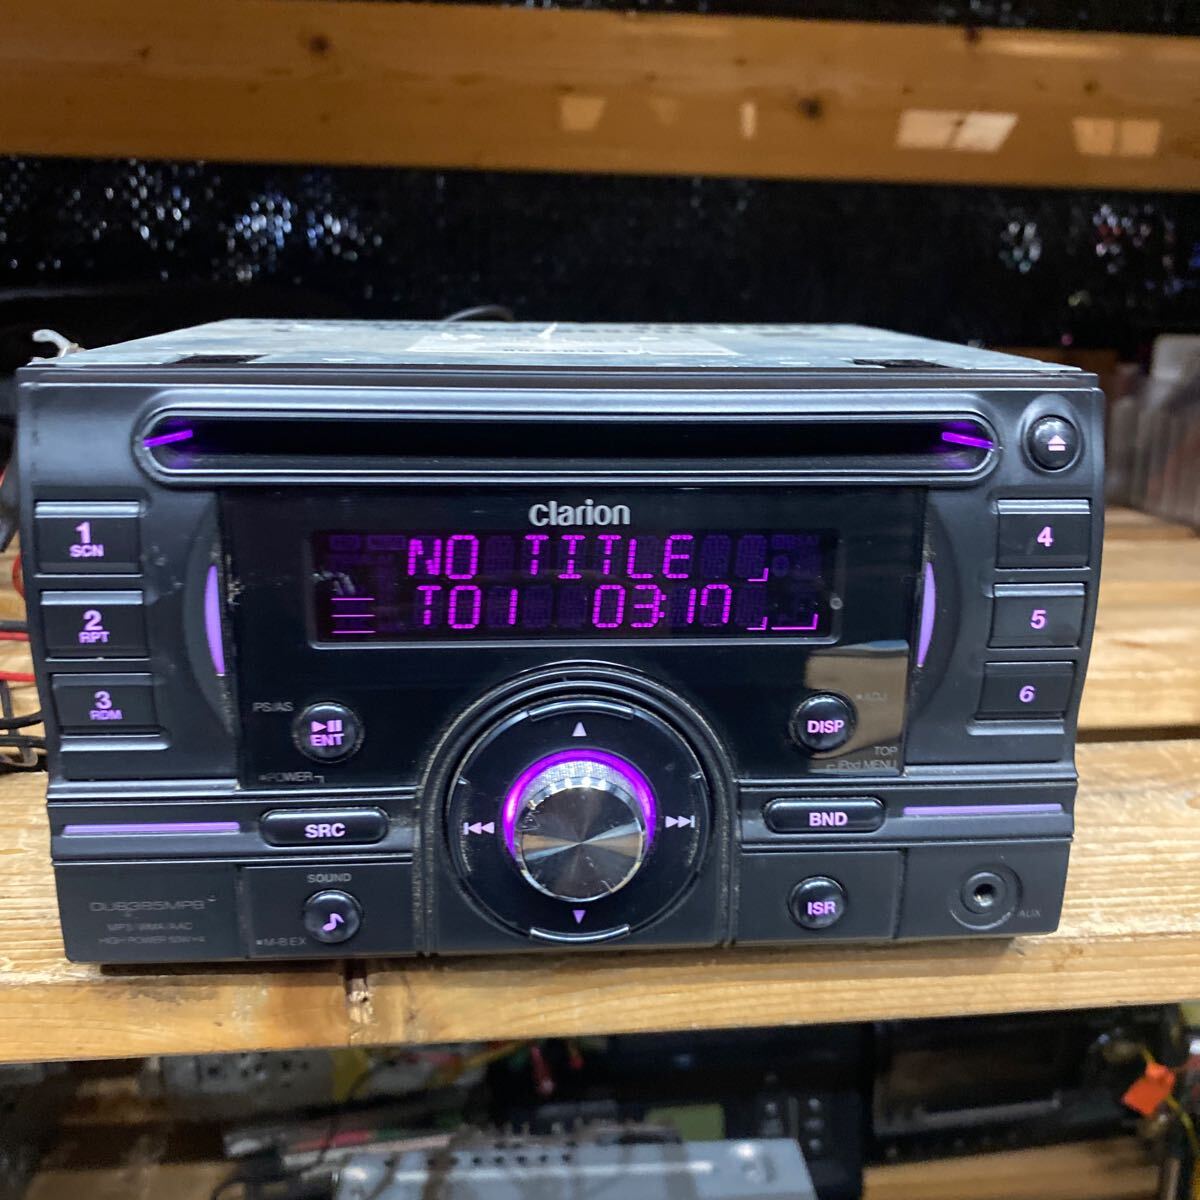 clarion
NO TITLE
T01 03:17
1
SCN
2
RPT
3
RDM
4
5
6
PS/AS
ENT
POWER
DISP
ADJ
TOP
iPod MENU
SRC
BND
SOUND
M-B EX
ISR
AUX
DUB385MPB
MP3/WMA/AAC
HIGH POWER 50W×4